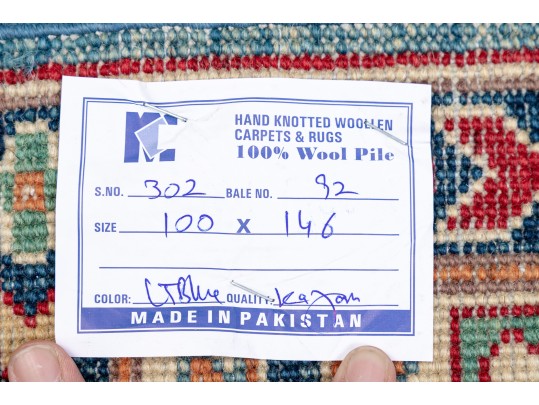 MC
HAND KNOTTED WOOLLEN
CARPETS & RUGS
100% Wool Pile
S.NO. 302 BALE NO. 92
SIZE 100 X 146
COLOR: LTBlue QUALITY: Kazan
MADE IN PAKISTAN